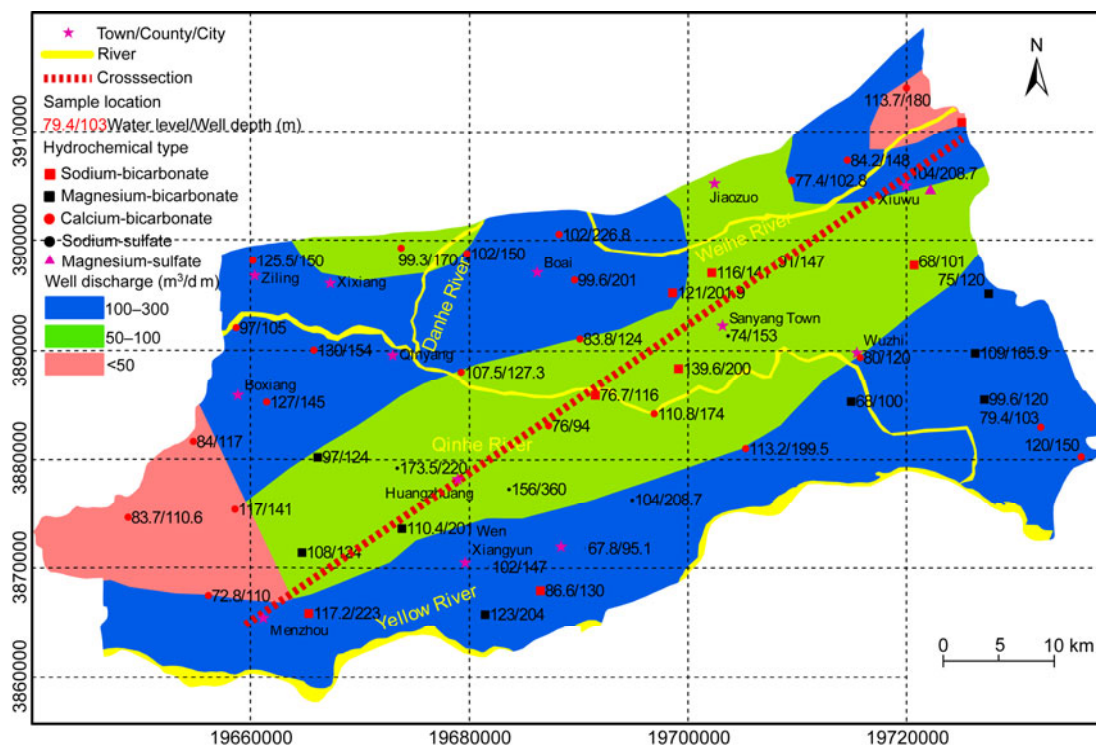 Town/County/City
River
Crosssection
Sample location
79.4/103 Water level/Well depth (m)
Hydrochemical type
Sodium-bicarbonate
Magnesium-bicarbonate
Calcium-bicarbonate
Sodium-sulfate
Magnesium-sulfate
Well discharge (m³/d m)
100–300
50–100
<50
N
113.7/180
84.2/148
77.4/102.8
104/208.7
Xiuwu
Jiaozuo
Weihe River
91/147
68/101
75/120
116/141
121/201.9
102/226.8
Boai
99.6/201
102/150
99.3/170
125.5/150
Ziling
Xixiang
Danhe River
97/105
130/154
Qinyang
83.8/124
107.5/127.3
Sanyang Town
74/153
Wuzhi
80/120
109/165.9
139.6/200
Boxiang
127/145
76.7/116
110.8/174
68/100
99.6/120
79.4/103
84/117
76/94
Qinhe River
97/124
173.5/220
113.2/199.5
120/150
Huangzhuang
156/360
104/208.7
117/141
83.7/110.6
110.4/201
Wen
108/134
Xiangyun
102/147
67.8/95.1
72.8/110
86.6/130
117.2/223
123/204
Yellow River
Menzhou
0 5 10 km
3910000
3900000
3890000
3880000
3870000
3860000
19660000 19680000 19700000 19720000